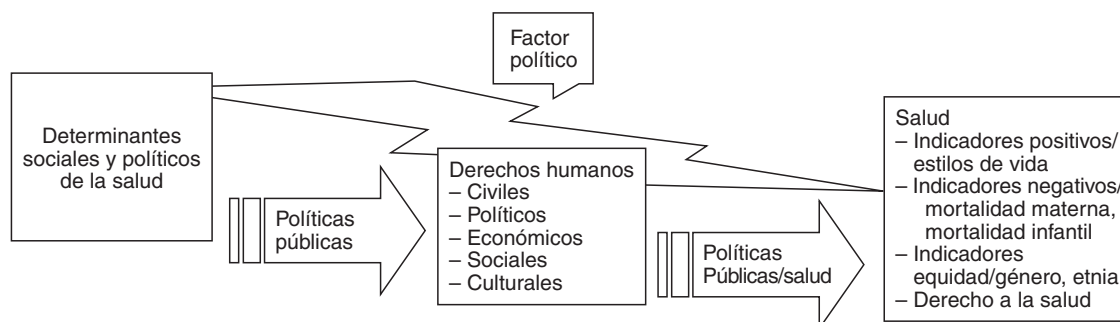 Factor
político
Determinantes
sociales y políticos
de la salud
Políticas
públicas
Derechos humanos
– Civiles
– Políticos
– Económicos
– Sociales
– Culturales
Políticas
Públicas/salud
Salud
– Indicadores positivos/
estilos de vida
– Indicadores negativos/
mortalidad materna,
mortalidad infantil
– Indicadores
equidad/género, etnia
– Derecho a la salud